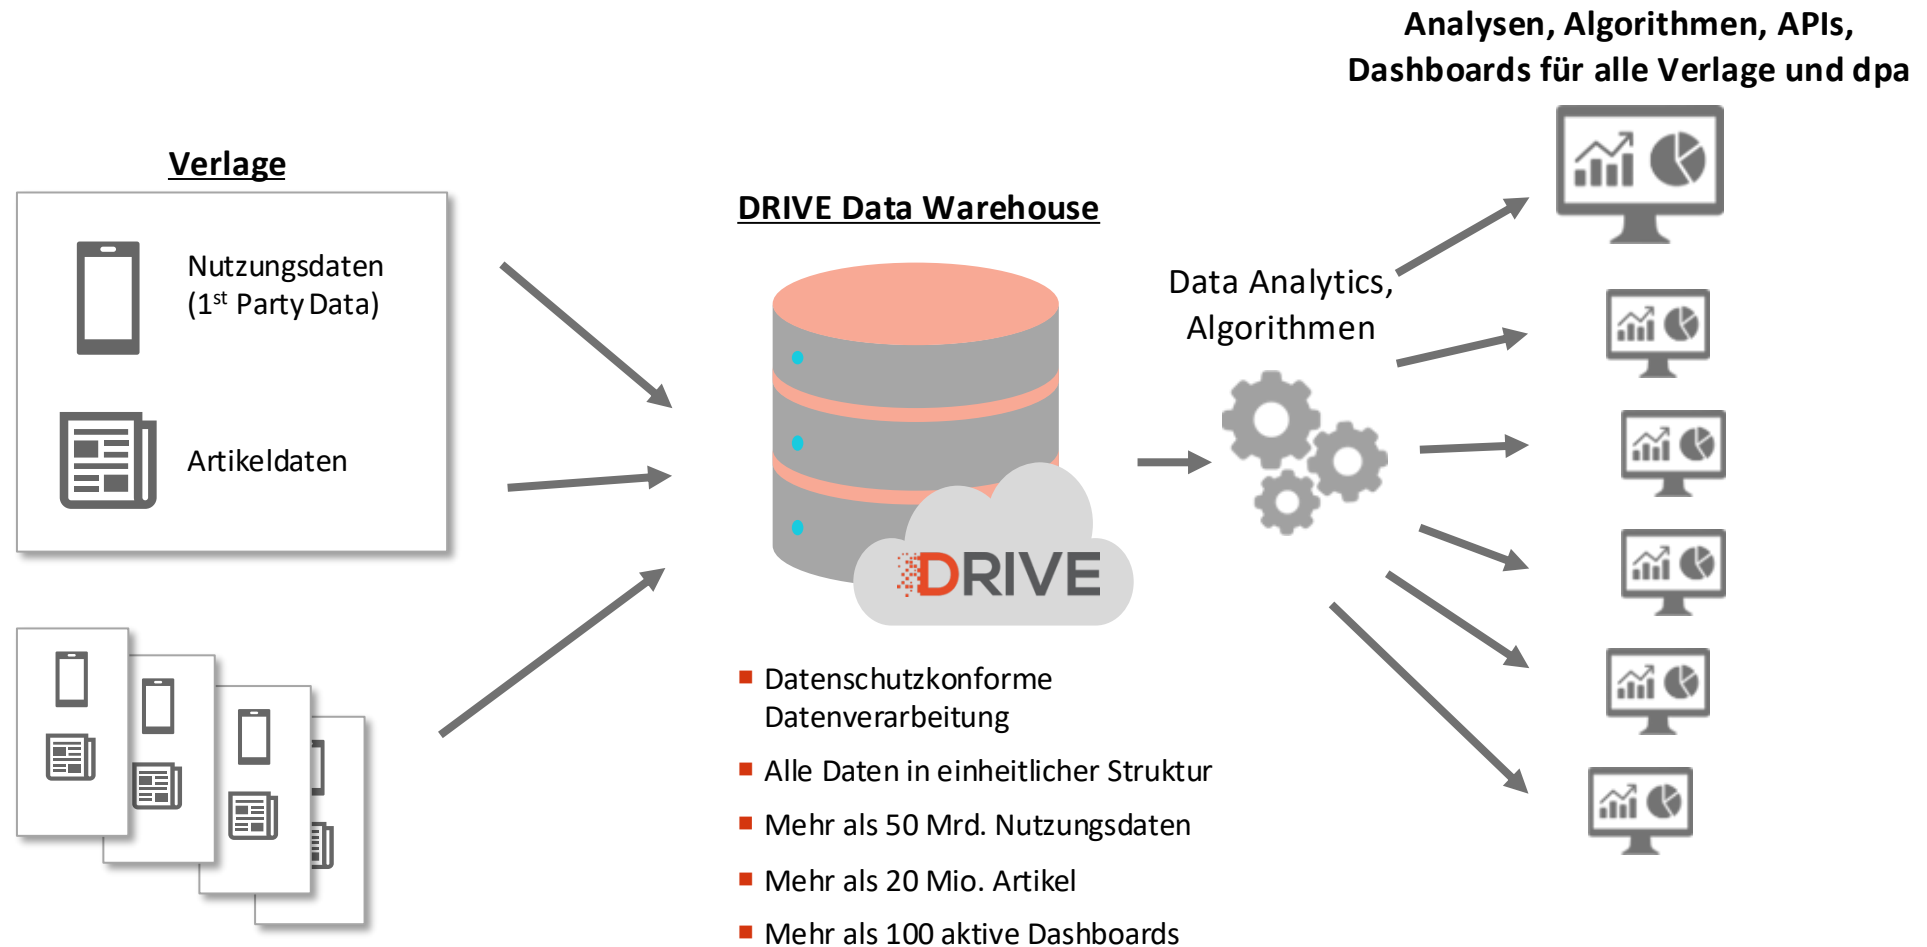 Analysen, Algorithmen, APIs,
Dashboards für alle Verlage und dpa
Verlage
Nutzungsdaten
(1st Party Data)
Artikeldaten
DRIVE Data Warehouse
DRIVE
Datenschutzkonforme
Datenverarbeitung
Alle Daten in einheitlicher Struktur
Mehr als 50 Mrd. Nutzungsdaten
Mehr als 20 Mio. Artikel
Mehr als 100 aktive Dashboards
Data Analytics,
Algorithmen